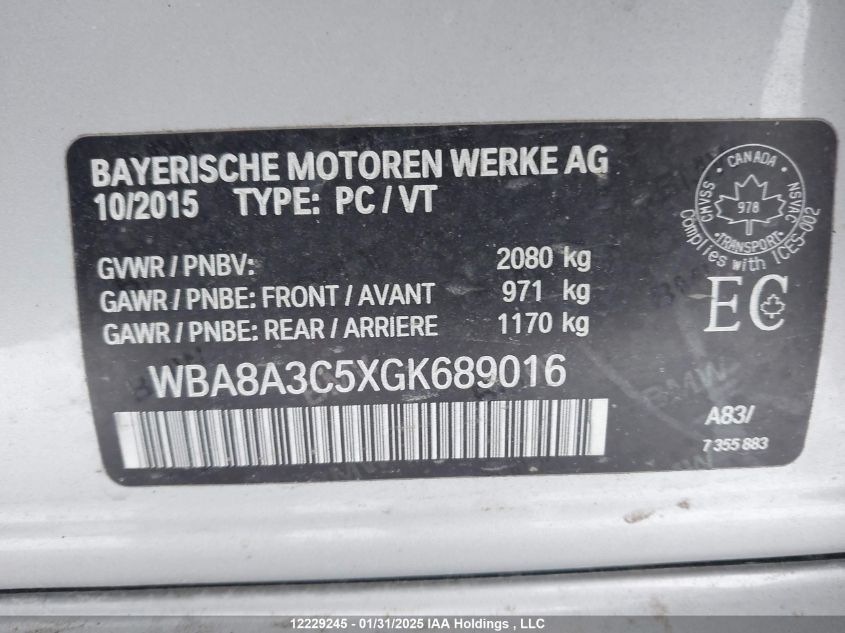 BAYERISCHE MOTOREN WERKE AG
10/2015 TYPE: PC / VT
GVWR / PNBV: 2080 kg
GAWR / PNBE: FRONT / AVANT 971 kg
GAWR / PNBE: REAR / ARRIERE 1170 kg
WBA8A3C5XGK689016
CANADA
CMVSS 978 NSVAC
TRANSPORT
Complies with ICES-002
EC
A83/
7 355 883
BMW
12229245 - 01/31/2025 IAA Holdings , LLC